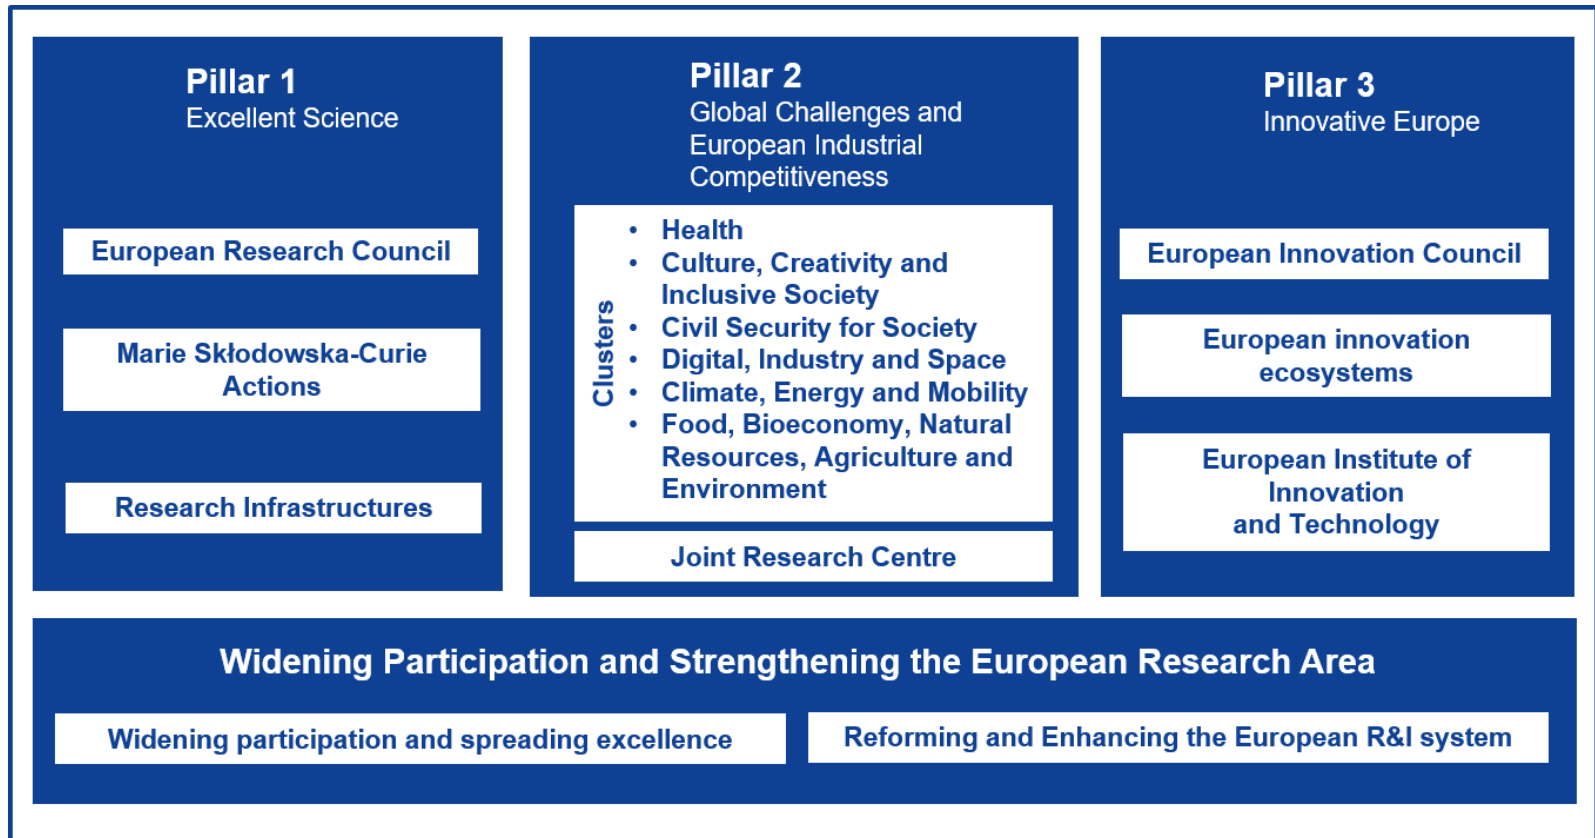 Pillar 1
Excellent Science
European Research Council
Marie Skłodowska-Curie
Actions
Research Infrastructures
Pillar 2
Global Challenges and
European Industrial
Competitiveness
Clusters
• Health
• Culture, Creativity and
Inclusive Society
• Civil Security for Society
• Digital, Industry and Space
• Climate, Energy and Mobility
• Food, Bioeconomy, Natural
Resources, Agriculture and
Environment
Joint Research Centre
Pillar 3
Innovative Europe
European Innovation Council
European innovation
ecosystems
European Institute of
Innovation
and Technology
Widening Participation and Strengthening the European Research Area
Widening participation and spreading excellence
Reforming and Enhancing the European R&I system